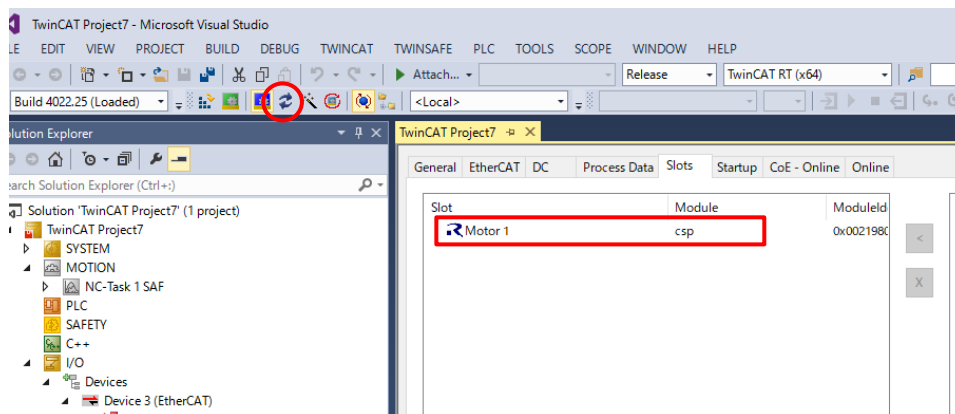 TwinCAT Project7 - Microsoft Visual Studio
LE EDIT VIEW PROJECT BUILD DEBUG TWINCAT TWINSAFE PLC TOOLS SCOPE WINDOW HELP
Attach... Release TwinCAT RT (x64)
Build 4022.25 (Loaded) <Local>
olution Explorer
TwinCAT Project7
General EtherCAT DC Process Data Slots Startup CoE - Online Online
earch Solution Explorer (Ctrl+:)
Slot Module ModuleId
Solution 'TwinCAT Project7' (1 project)
Motor 1 csp 0x0021980
TwinCAT Project7
SYSTEM
MOTION
NC-Task 1 SAF
PLC
SAFETY
C++
I/O
Devices
Device 3 (EtherCAT)
<
X